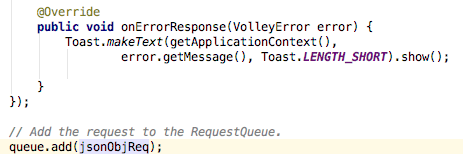 @Override
public void onErrorResponse(VolleyError error) {
Toast.makeText(getApplicationContext(),
error.getMessage(), Toast.LENGTH_SHORT).show();
}
});
// Add the request to the RequestQueue.
queue.add(jsonObjReq);